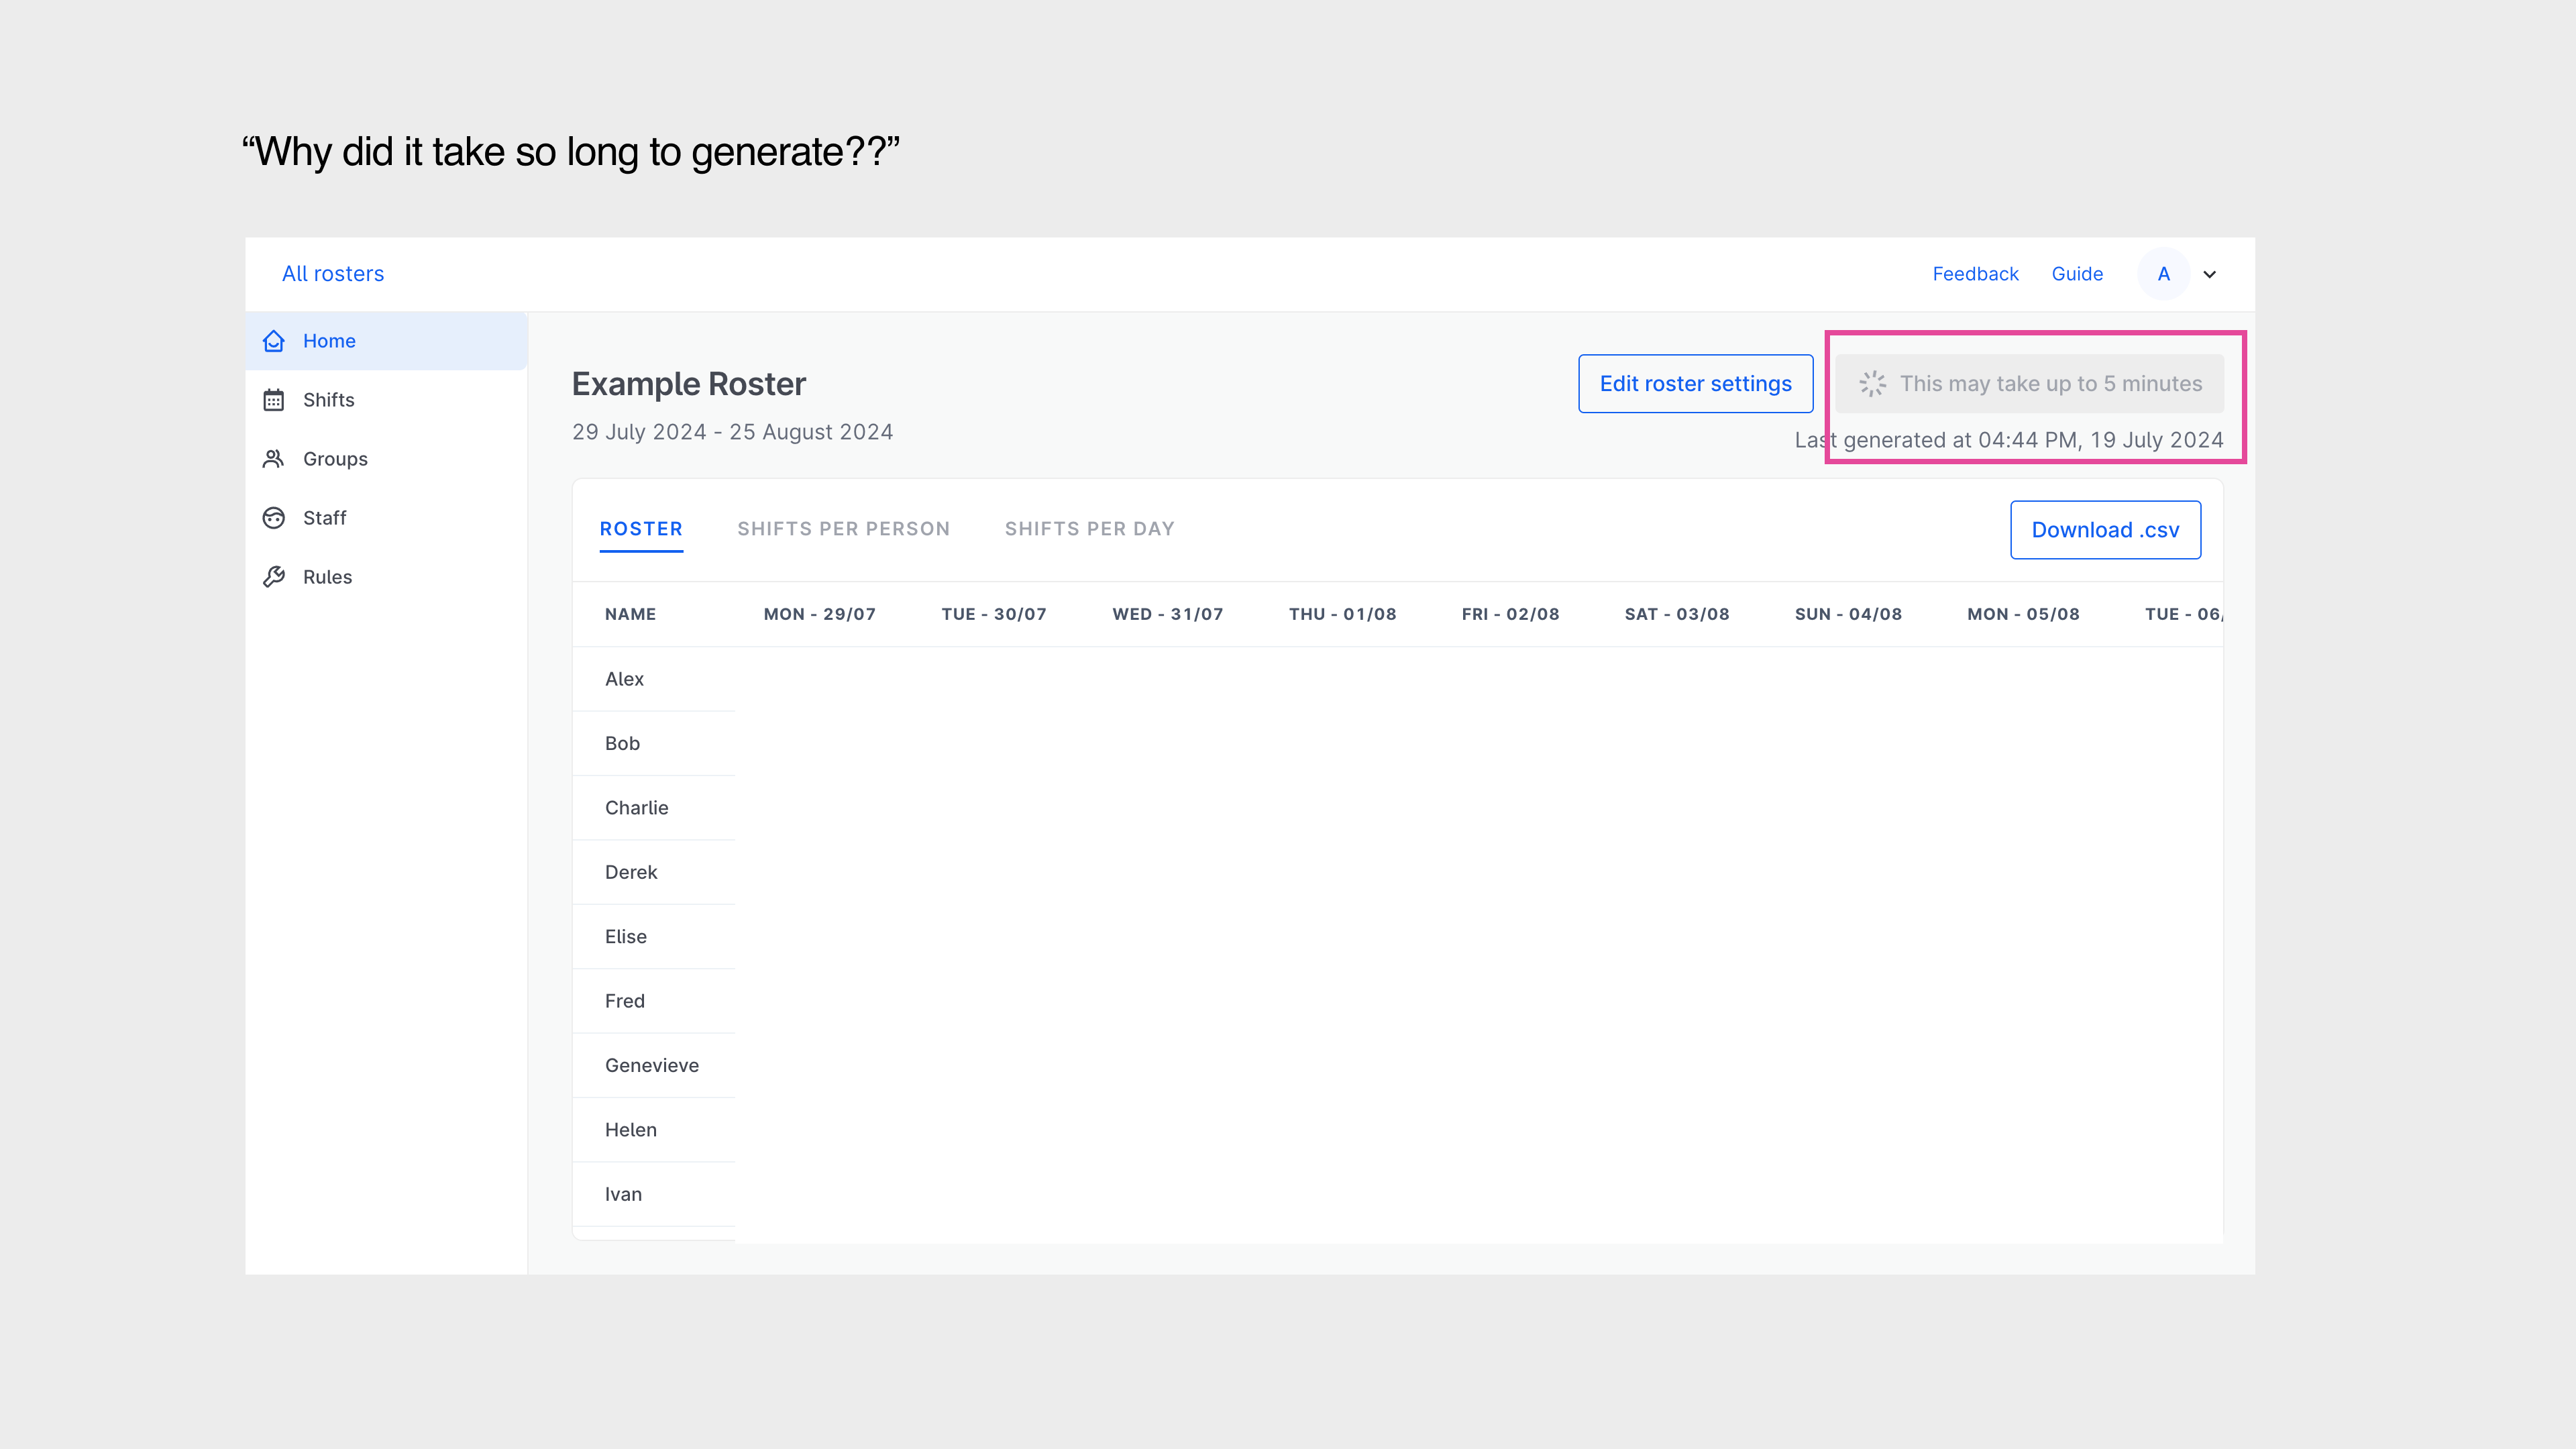 “Why did it take so long to generate??”
All rosters
Feedback
Guide
A
Home
Shifts
Groups
Staff
Rules
Example Roster
29 July 2024 - 25 August 2024
Edit roster settings
This may take up to 5 minutes
Last generated at 04:44 PM, 19 July 2024
ROSTER
SHIFTS PER PERSON
SHIFTS PER DAY
Download .csv
NAME
MON - 29/07
TUE - 30/07
WED - 31/07
THU - 01/08
FRI - 02/08
SAT - 03/08
SUN - 04/08
MON - 05/08
TUE - 06/
Alex
Bob
Charlie
Derek
Elise
Fred
Genevieve
Helen
Ivan